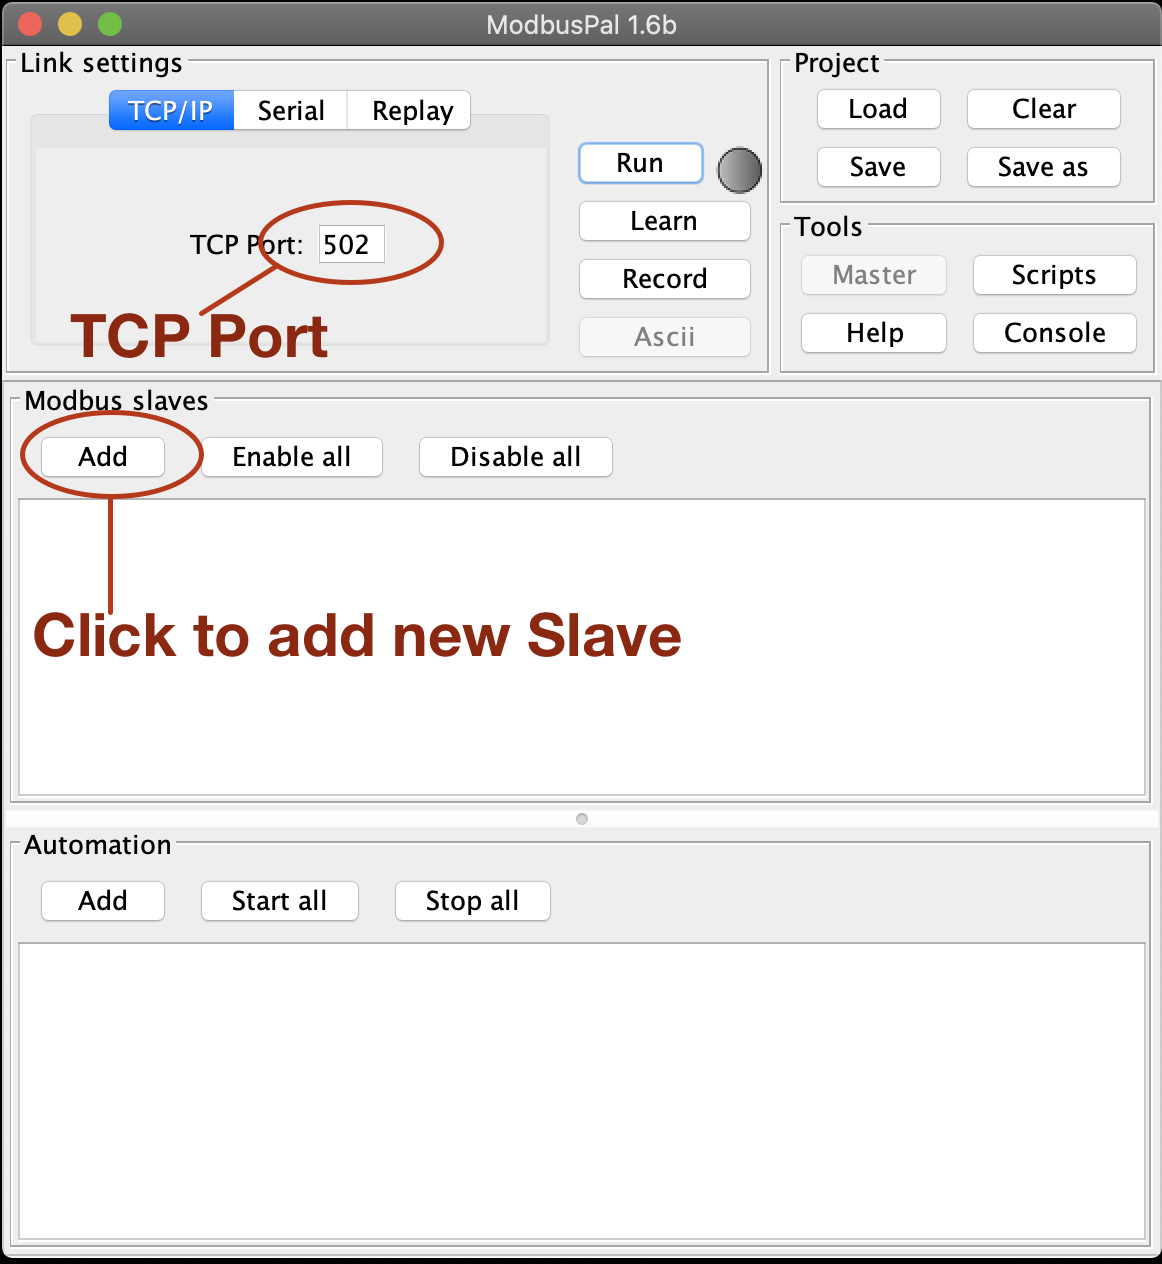 ModbusPal 1.6b
Link settings
TCP/IP Serial Replay
TCP Port: 502
TCP Port
Run
Learn
Record
Ascii
Project
Load Clear
Save Save as
Tools
Master Scripts
Help Console
Modbus slaves
Add Enable all Disable all
Click to add new Slave
Automation
Add Start all Stop all